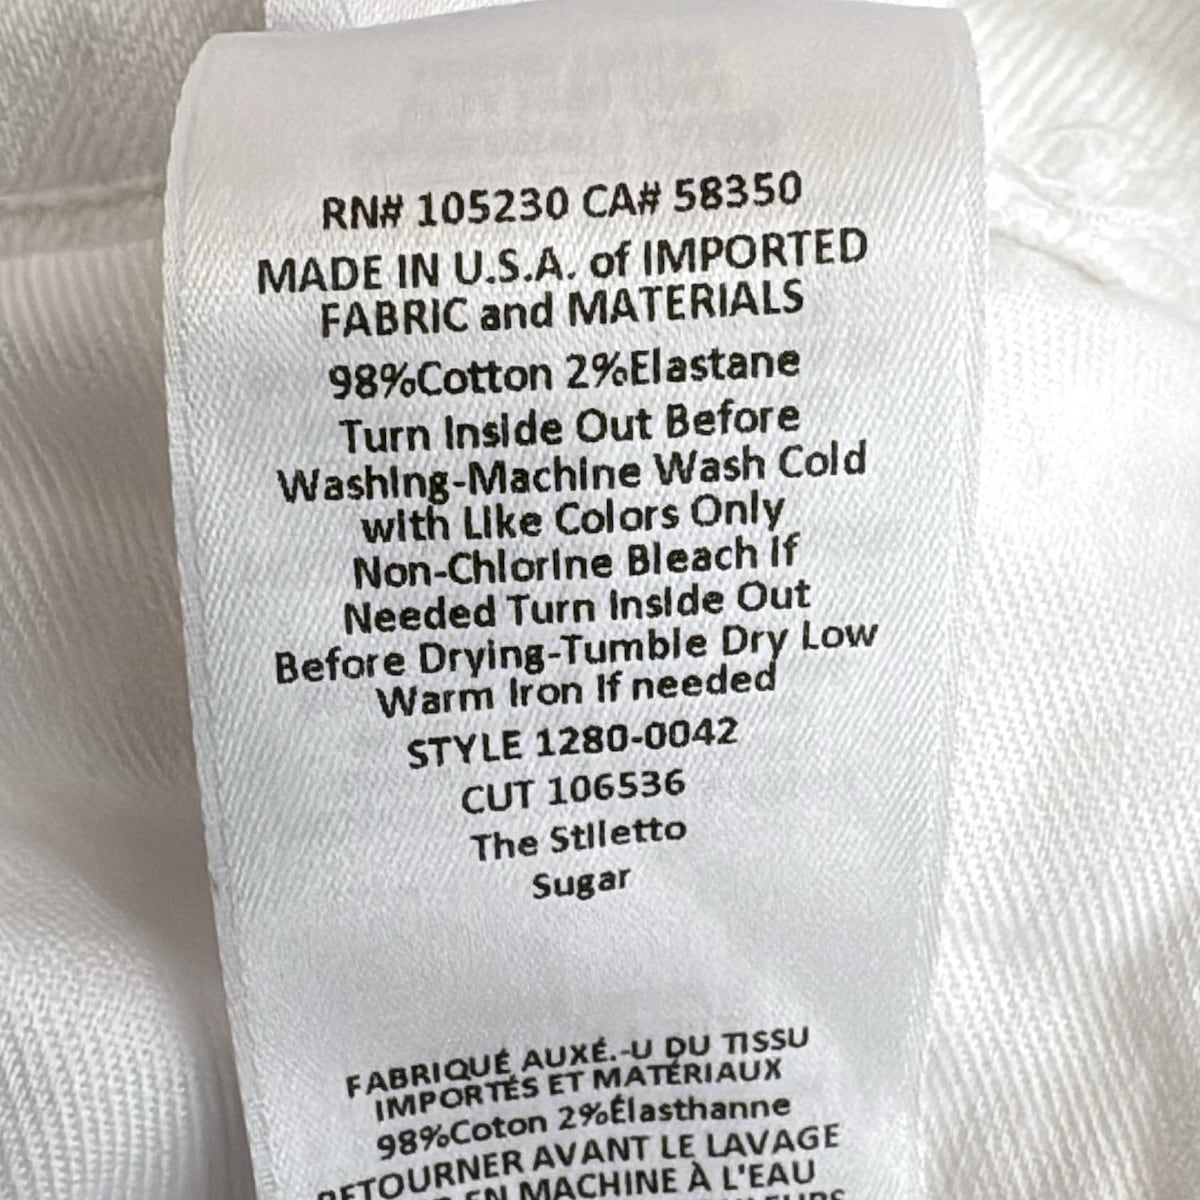 RN# 105230 CA# 58350
MADE IN U.S.A. of IMPORTED
FABRIC and MATERIALS
98%Cotton 2%Elastane
Turn Inside Out Before
Washing-Machine Wash Cold
with Like Colors Only
Non-Chlorine Bleach If
Needed Turn Inside Out
Before Drying-Tumble Dry Low
Warm Iron If needed
STYLE 1280-0042
CUT 106536
The Stiletto
Sugar
FABRIQUÉ AUXÉ.-U DU TISSU
IMPORTÉS ET MATÉRIAUX
98%Coton 2%Élasthanne
RETOURNER AVANT LE LAVAGE
EN MACHINE À L'EAU